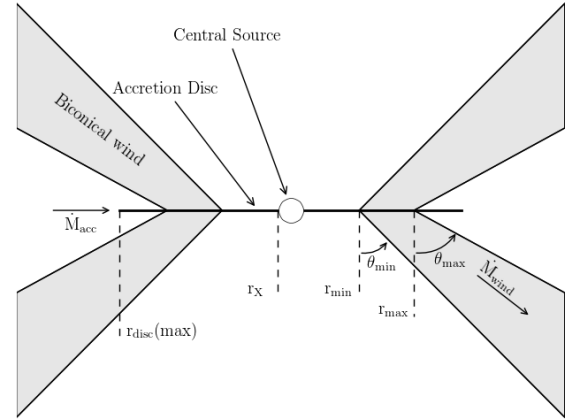 Central Source
Accretion Disc
Biconical wind
Ṁacc
θmin
θmax
Ṁwind
rX
rmin
rmax
rdisc(max)